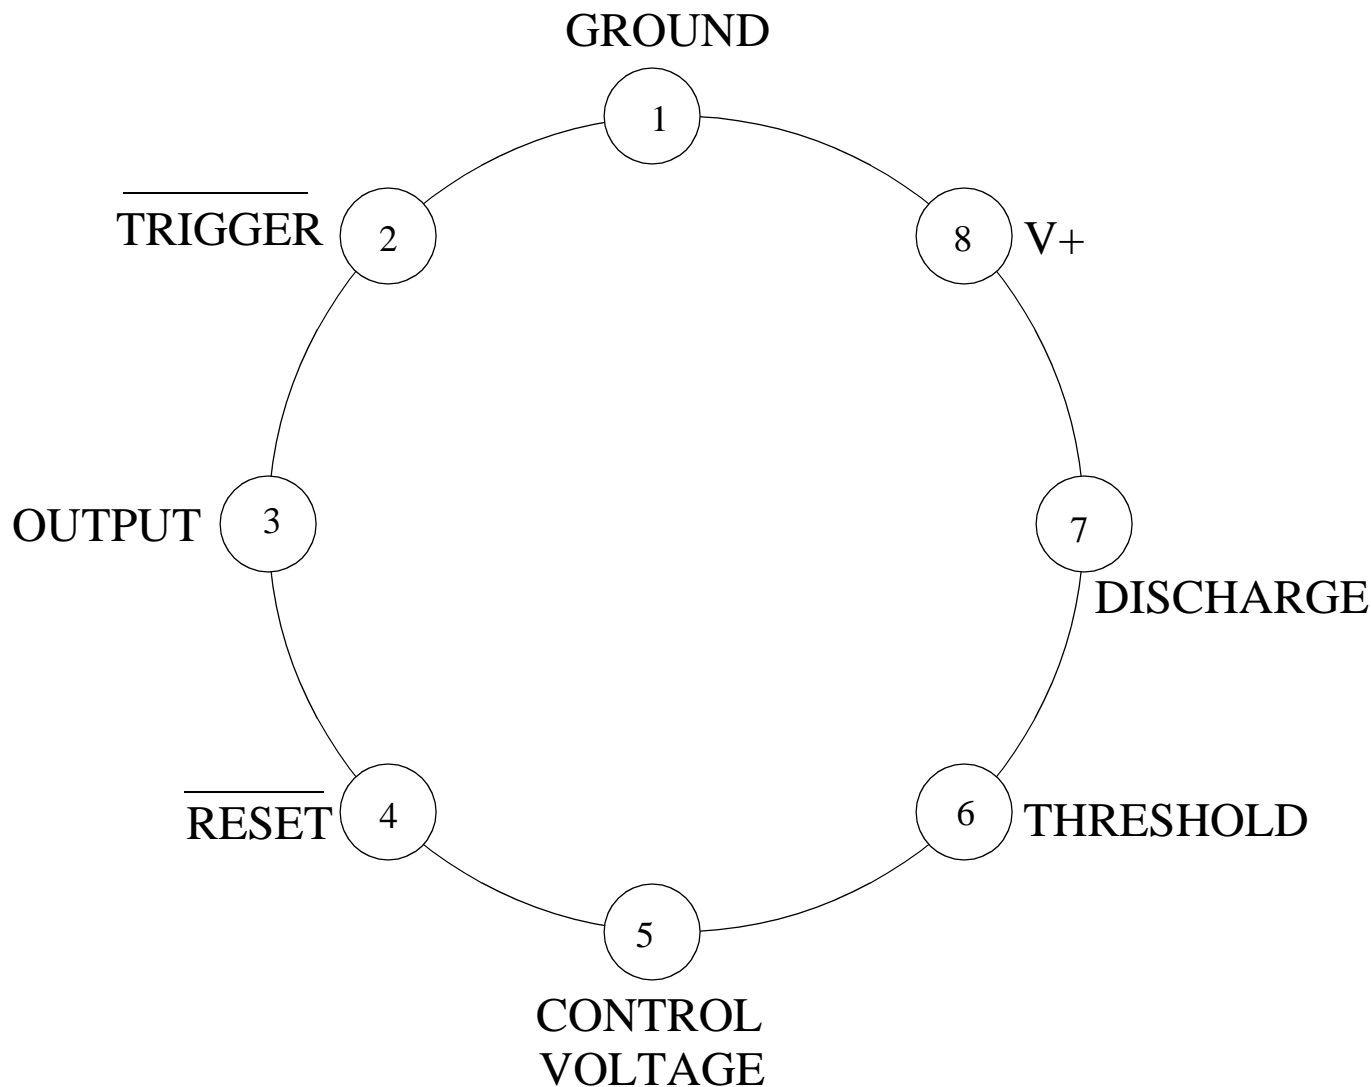 GROUND
1
TRIGGER 2
8 V+
OUTPUT 3
7
DISCHARGE
RESET 4
6 THRESHOLD
5
CONTROL
VOLTAGE